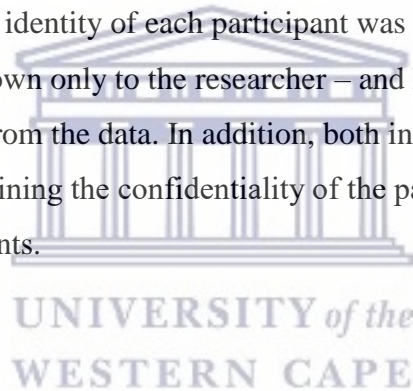 identity of each participant was
own only to the researcher – and
rom the data. In addition, both in
ining the confidentiality of the pa
nts.
UNIVERSITY of the
WESTERN CAPE